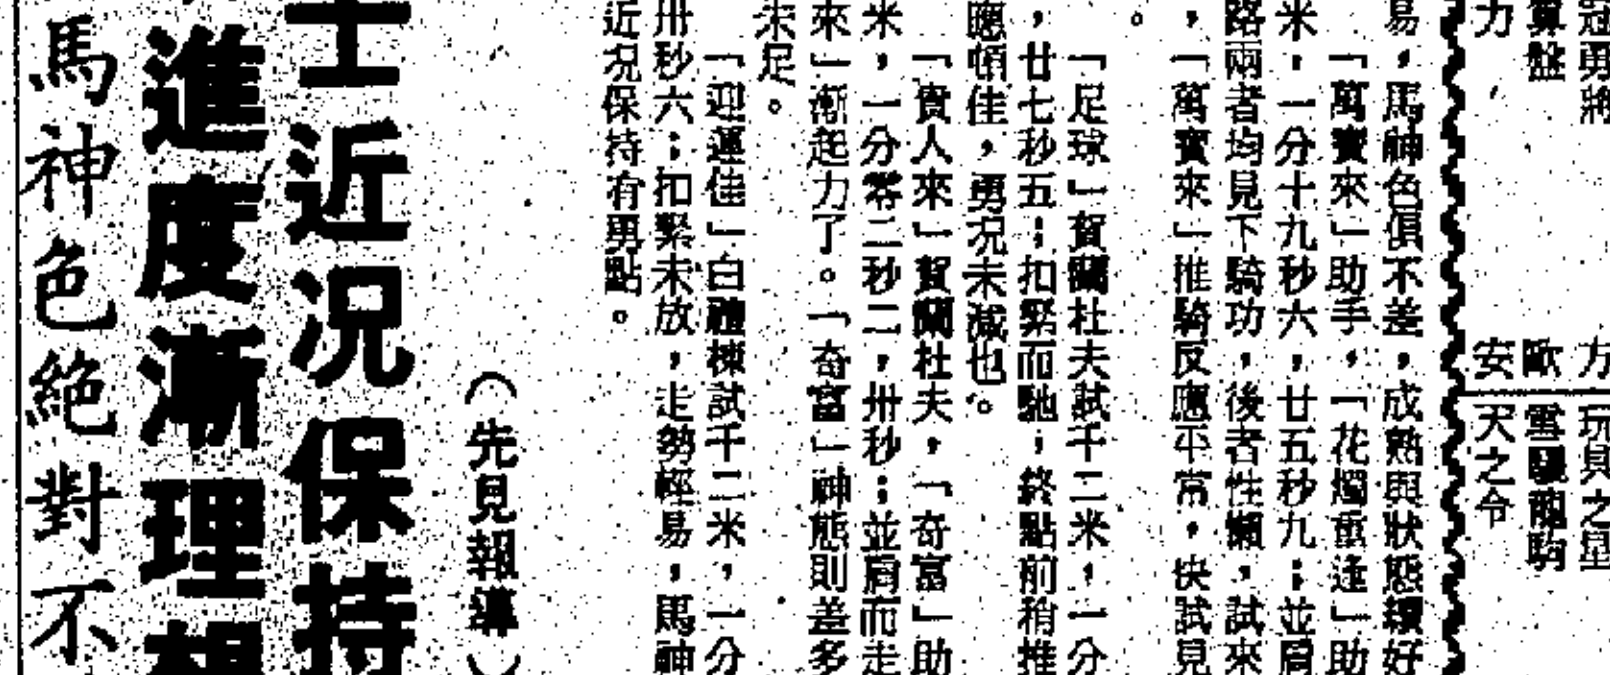 冠勇將
算盤
力
方
歐
安
玩具之星
雪影龍駒
天之令
易，馬神色俱不差，成熟與狀態續好
「萬寶來」助手，「花燭重逢」助
米，一分十九秒六，廿五秒九；並肩
路兩者均見下騎功，後者性懶，試來
，「萬寶來」推騎反應平常，快試見
。
「足球」賀蘭杜夫試千二米，一分
，廿七秒五；扣緊而馳；終點前稍推
應頓佳，勇況未減也。
「貴人來」賀蘭杜夫，「奇富」助
米，一分零二秒二，卅秒；並肩而走
來」漸起力了。「奇富」神態則差多
未足。
「迎運佳」白禮棟試千二米，一分
卅秒六；扣緊未放，走勢輕易，馬神
近況保持有勇點。
（先見報導）
士近況保持
進度漸理想
馬神色絕對不